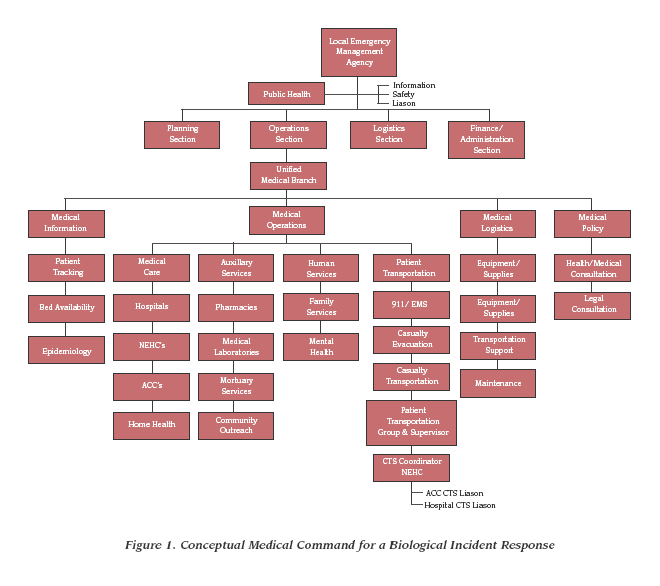 Local Emergency
Management
Agency
Public Health
Information
Safety
Liason
Planning
Section
Operations
Section
Logistics
Section
Finance/
Administration
Section
Unified
Medical Branch
Medical
Information
Medical
Operations
Medical
Logistics
Medical
Policy
Patient
Tracking
Medical
Care
Auxillary
Services
Human
Services
Patient
Transportation
Equipment/
Supplies
Health/Medical
Consultation
Bed Availability
Hospitals
Pharmacies
Family
Services
911/ EMS
Equipment/
Supplies
Legal
Consultation
Epidemiology
NEHC's
Medical
Laboratories
Mental
Health
Casualty
Evacuation
Transportation
Support
ACC's
Mortuary
Services
Casualty
Transportation
Maintenance
Home Health
Community
Outreach
Patient
Transportation
Group & Supervisor
CTS Coordinator
NEHC
ACC CTS Liason
Hospital CTS Liason
Figure 1. Conceptual Medical Command for a Biological Incident Response